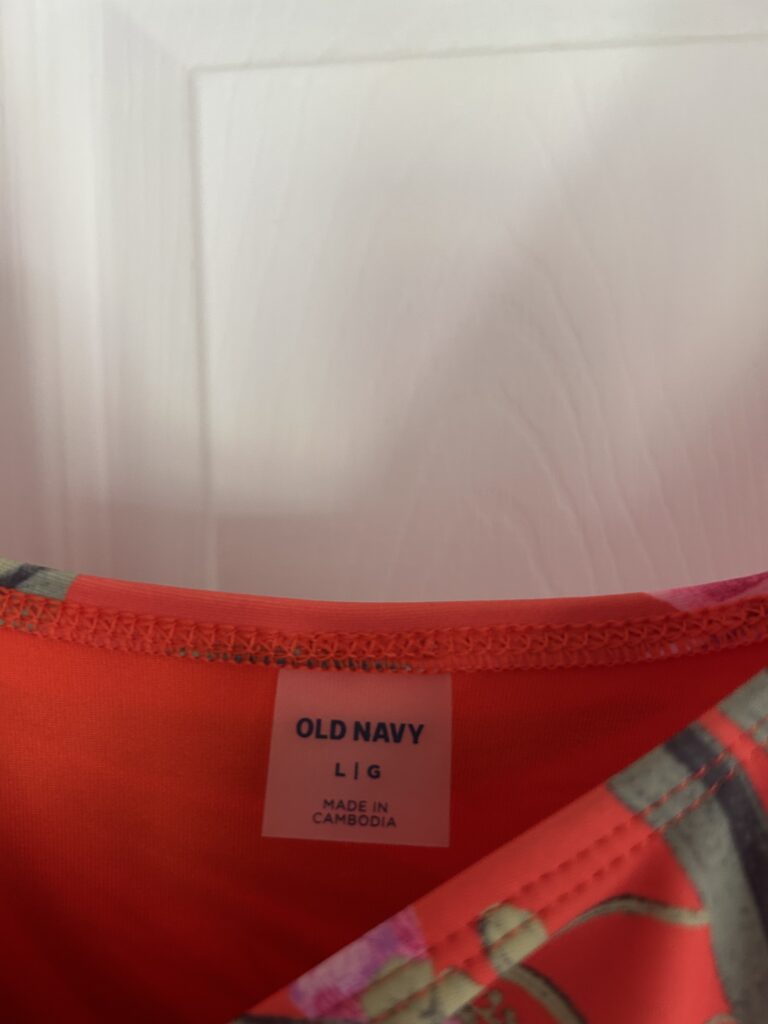 OLD NAVY
L | G
MADE IN
CAMBODIA